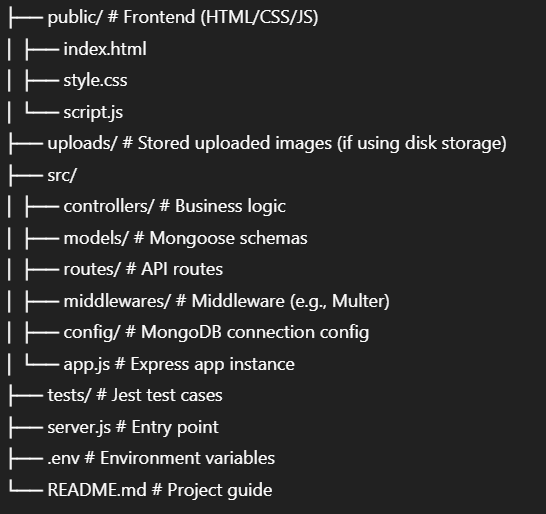 ├── public/ # Frontend (HTML/CSS/JS)
│ ├── index.html
│ ├── style.css
│ └── script.js
├── uploads/ # Stored uploaded images (if using disk storage)
├── src/
│ ├── controllers/ # Business logic
│ ├── models/ # Mongoose schemas
│ ├── routes/ # API routes
│ ├── middlewares/ # Middleware (e.g., Multer)
│ ├── config/ # MongoDB connection config
│ └── app.js # Express app instance
├── tests/ # Jest test cases
├── server.js # Entry point
├── .env # Environment variables
└── README.md # Project guide